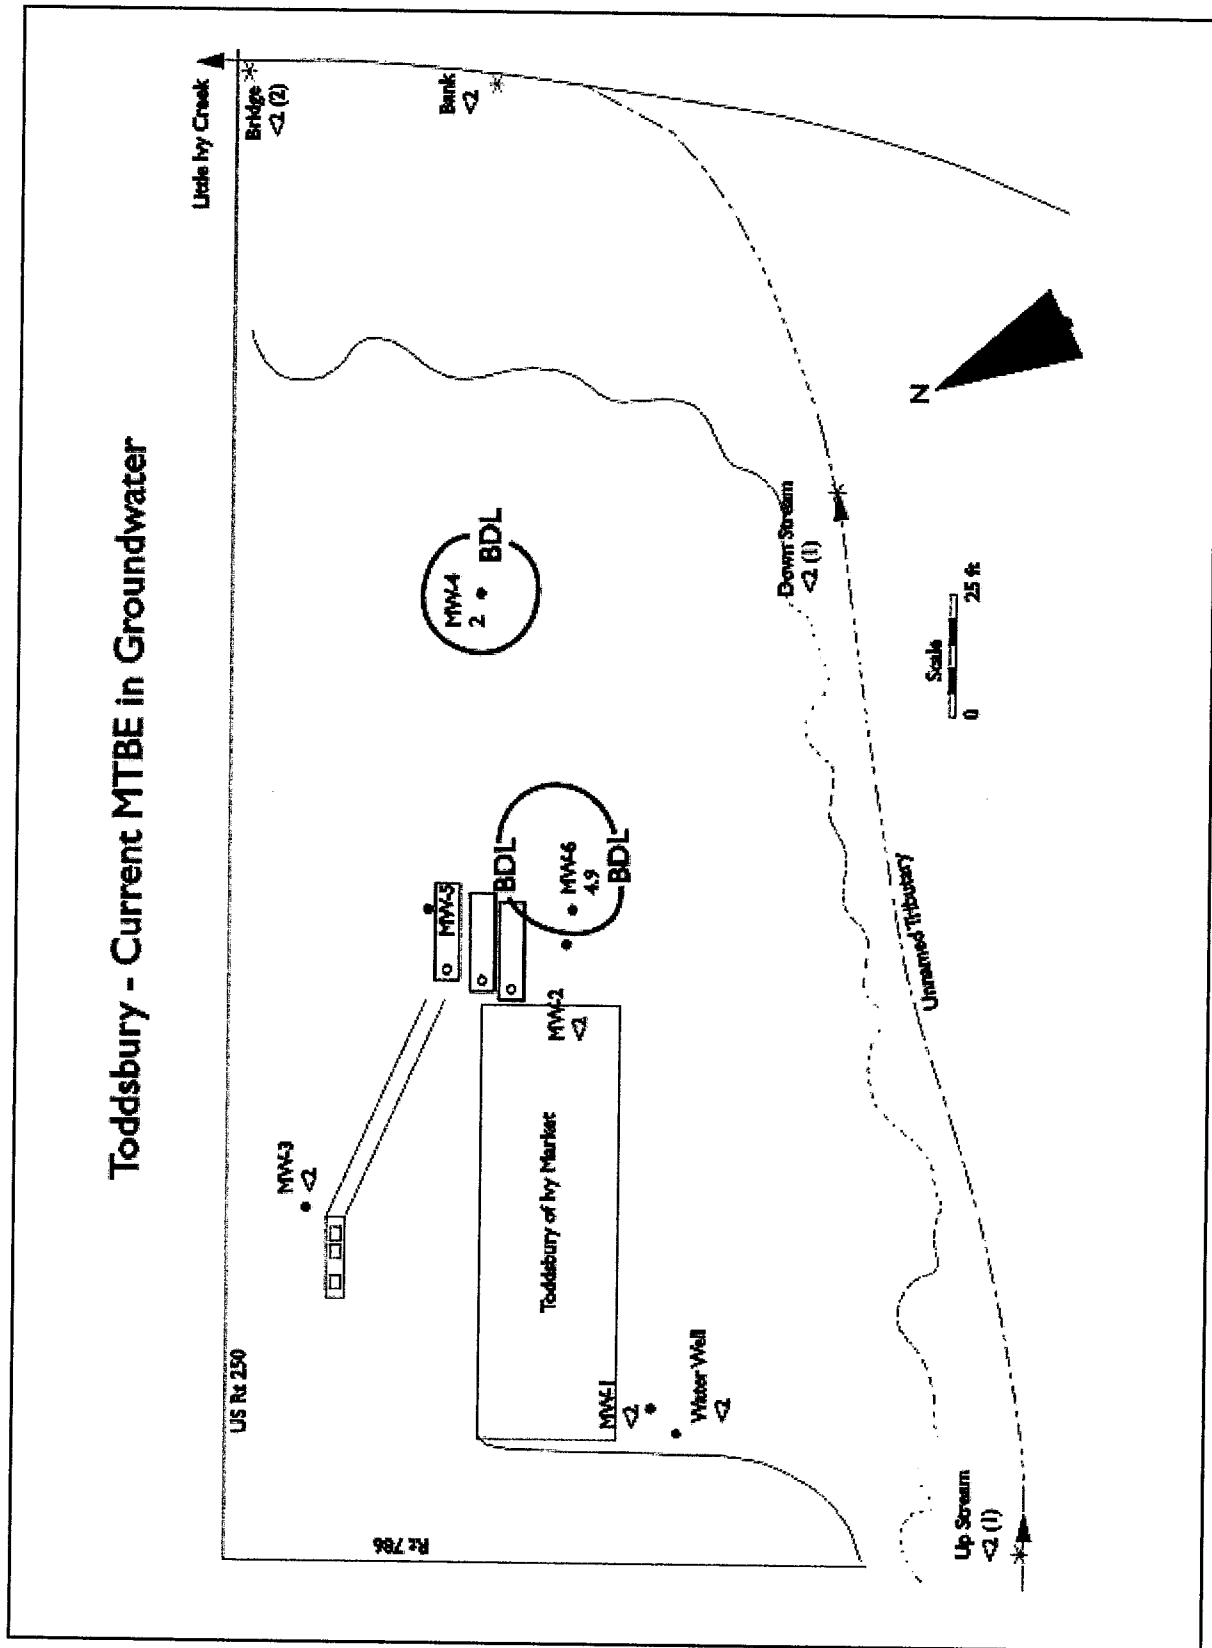 Toddsbury - Current MTBE in Groundwater
US Rt 250
Rt 786
Little Ivy Creek
Bridge
<2 (2)
Bank
<2
MW-3
<2
MW-5
MW-4
2
BDL
BDL
MW-6
4.9
BDL
MW-2
<2
Toddsbury of Ivy Market
MW-1
<2
Water Well
<2
Down Stream
<2 (1)
Unnamed Tributary
Up Stream
<2 (1)
N
Scale
0 25 ft